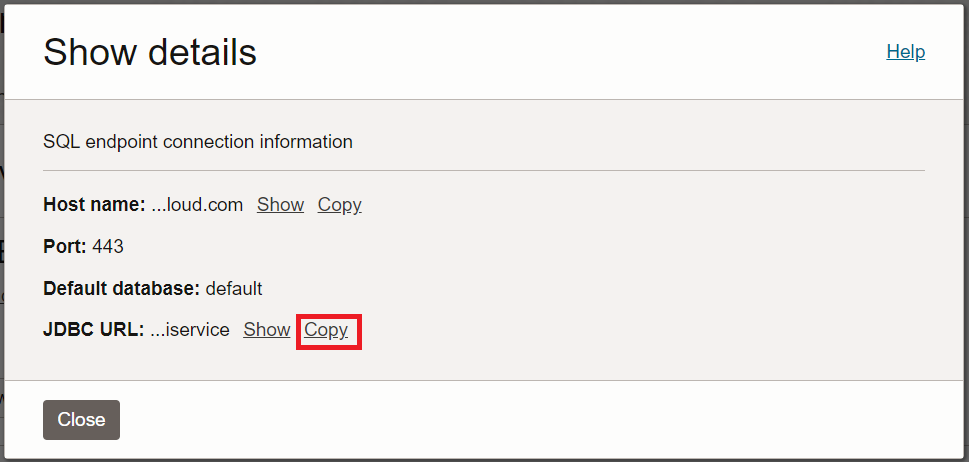 Show details
Help
SQL endpoint connection information
Host name: ...loud.com Show Copy
Port: 443
Default database: default
JDBC URL: ...iservice Show Copy
Close